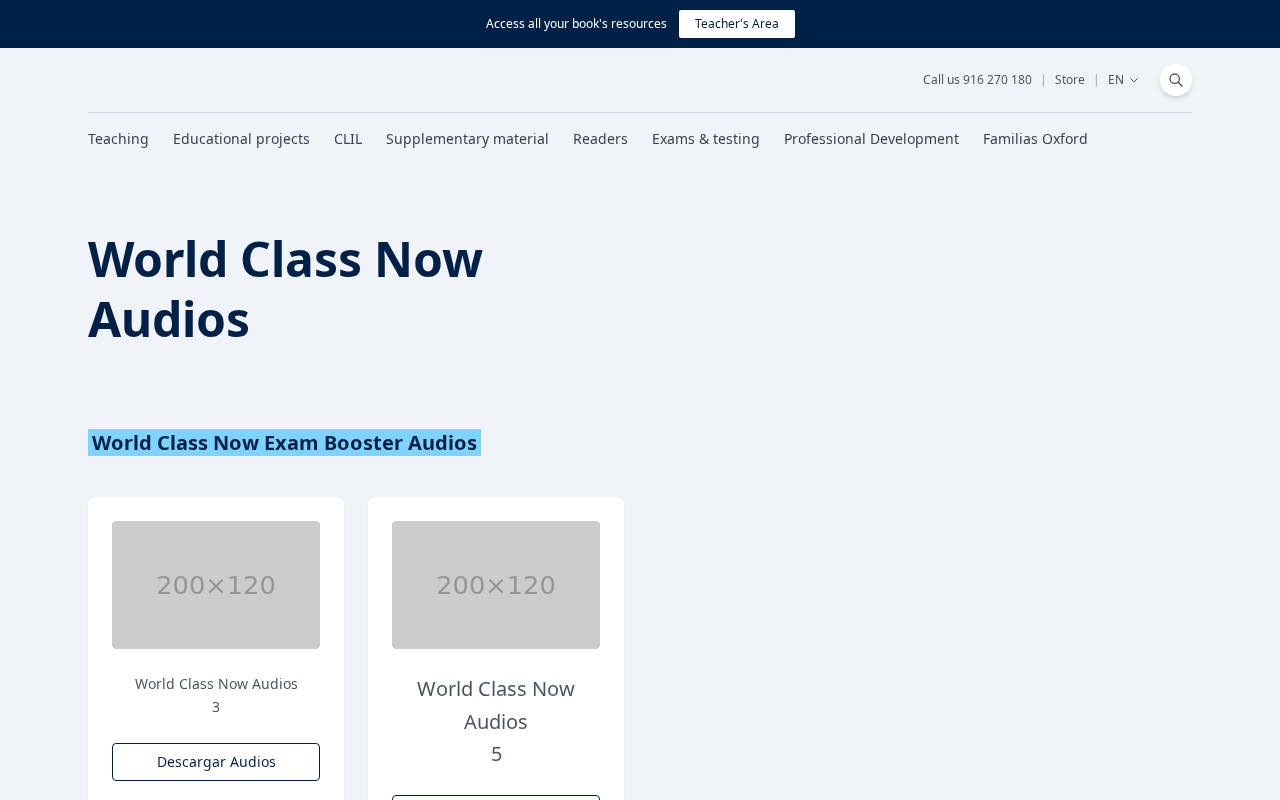 Access all your book's resources
Teacher's Area
Call us 916 270 180 | Store | EN
Teaching
Educational projects
CLIL
Supplementary material
Readers
Exams & testing
Professional Development
Familias Oxford
World Class Now
Audios
World Class Now Exam Booster Audios
200×120
World Class Now Audios
3
Descargar Audios
200×120
World Class Now
Audios
5